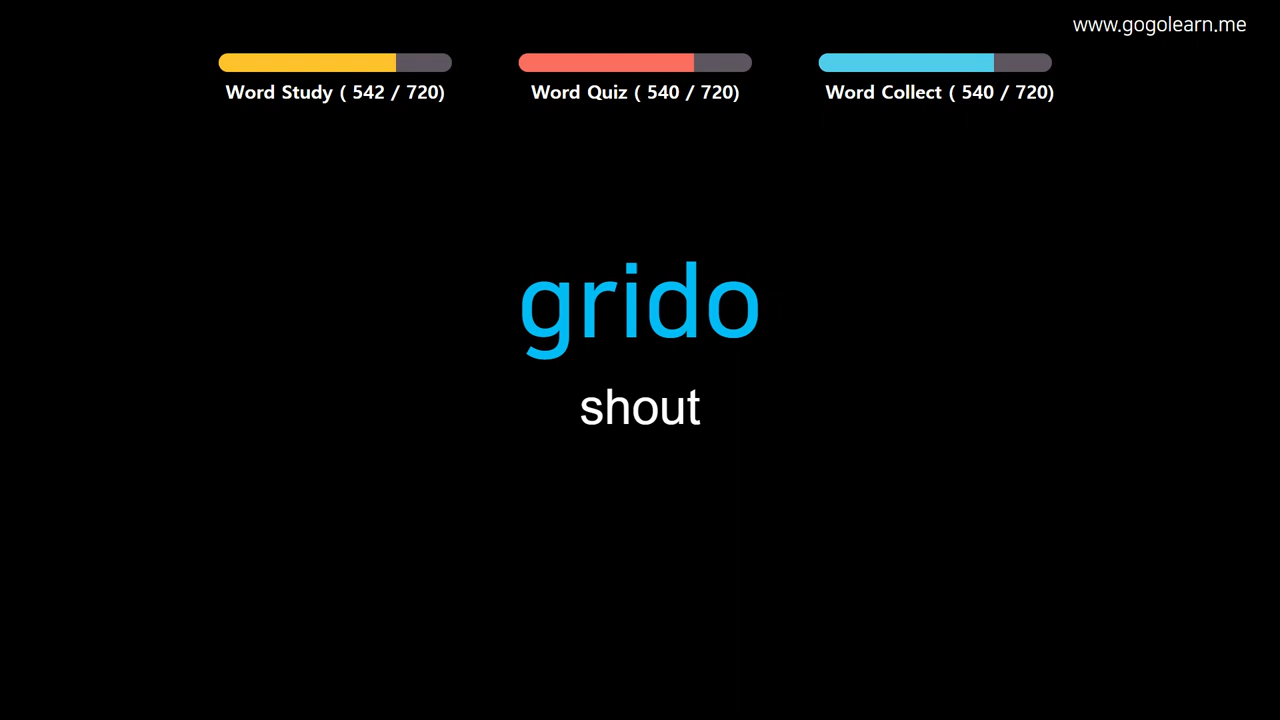 www.gogolearn.me
Word Study ( 542 / 720)
Word Quiz ( 540 / 720)
Word Collect ( 540 / 720)
grido
shout